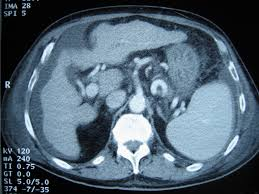 IMA 28
SPI 5
R
kV 120
mA 240
TI 0.75
GT 0.0
SL 5.0/5.0
374 -7/-35